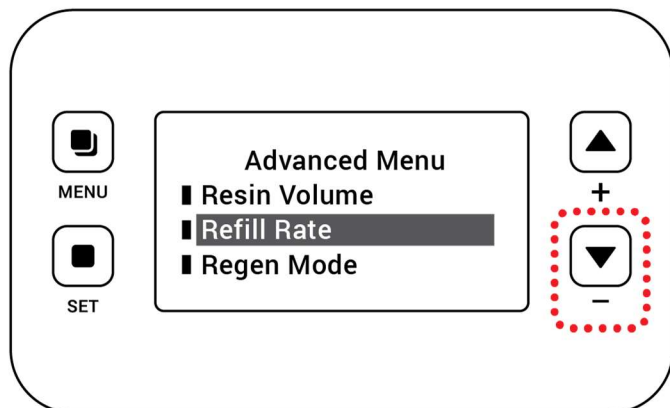 Advanced Menu
MENU
Resin Volume
+
Refill Rate
Regen Mode
SET
−